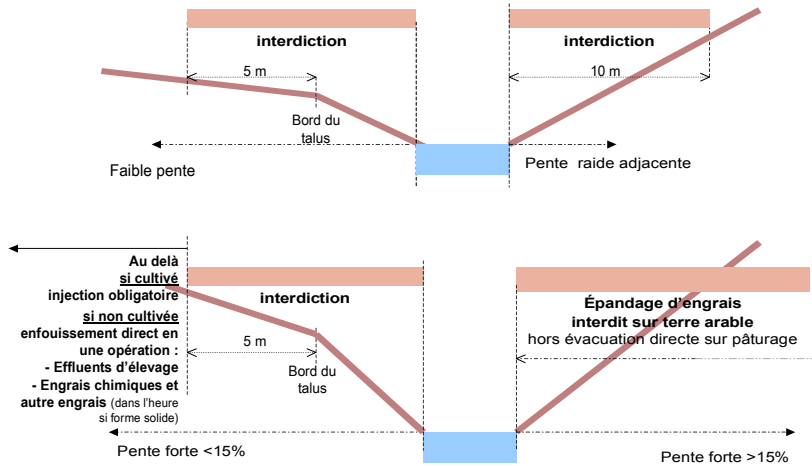 interdiction
interdiction
5 m
10 m
Bord du
talus
Faible pente
Pente raide adjacente
Au delà
si cultivé
injection obligatoire
si non cultivée
enfouissement direct en
une opération :
- Effluents d'élevage
- Engrais chimiques et
autre engrais (dans l'heure
si forme solide)
interdiction
5 m
Bord du
talus
Épandage d'engrais
interdit sur terre arable
hors évacuation directe sur pâturage
Pente forte <15%
Pente forte >15%